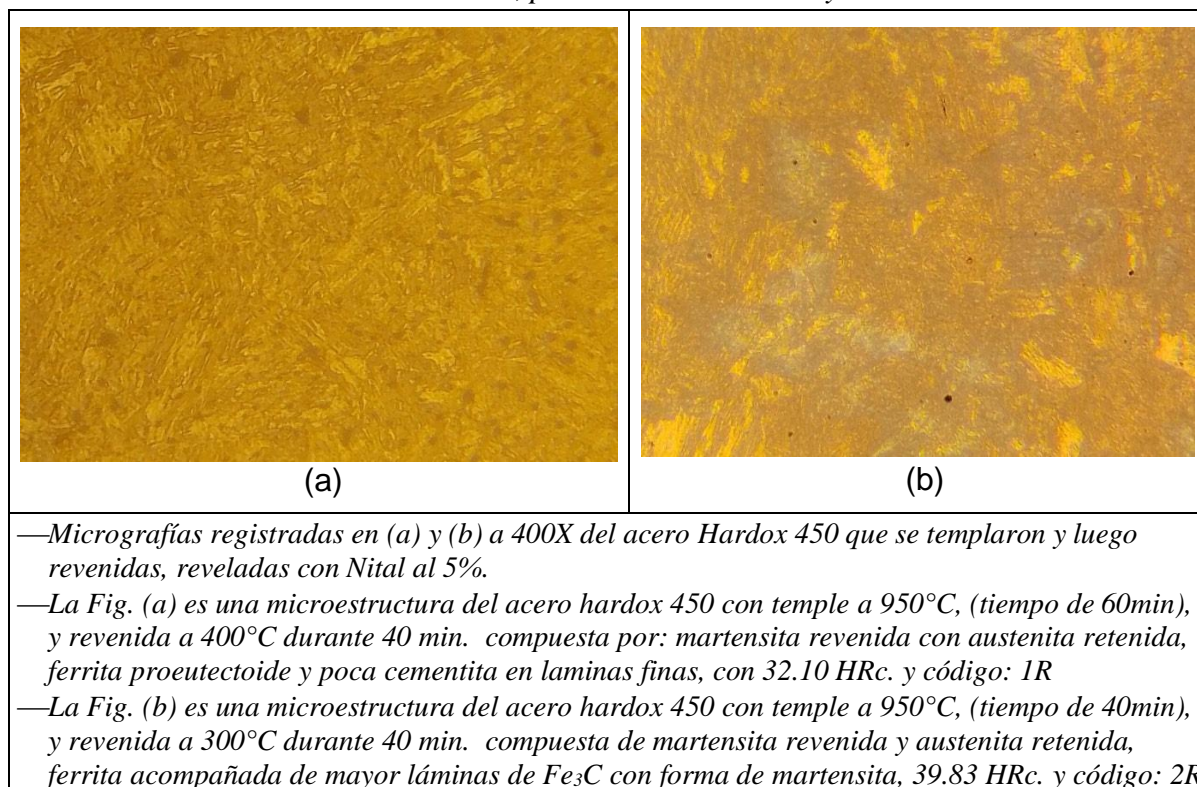 (a)
(b)
—Micrografías registradas en (a) y (b) a 400X del acero Hardox 450 que se templaron y luego
revenidas, reveladas con Nital al 5%.
—La Fig. (a) es una microestructura del acero hardox 450 con temple a 950°C, (tiempo de 60min),
y revenida a 400°C durante 40 min. compuesta por: martensita revenida con austenita retenida,
ferrita proeutectoide y poca cementita en laminas finas, con 32.10 HRc. y código: 1R
—La Fig. (b) es una microestructura del acero hardox 450 con temple a 950°C, (tiempo de 40min),
y revenida a 300°C durante 40 min. compuesta de martensita revenida y austenita retenida,
ferrita acompañada de mayor láminas de Fe₃C con forma de martensita, 39.83 HRc. y código: 2R